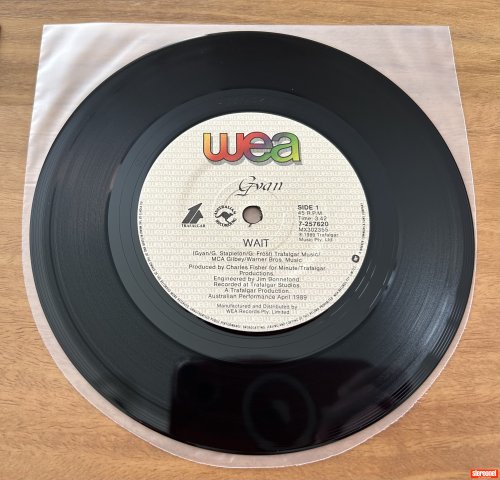 wea
Gyan
TRAFALGAR
AUSTRALIAN
SIDE 1
45 R.P.M.
Time: 3:42
7-257620
MX302355
℗ 1989 Trafalgar
Music Pty. Ltd
WAIT
(Gyan/G. Stapleton/G. Frost) Trafalgar Music/
MCA Gilbey/Warner Bros. Music
Produced by Charles Fisher for Minute/Trafalgar
Productions.
Engineered by Jim Bonnefond.
Recorded at Trafalgar Studios.
A Trafalgar Production.
Australian Performance April 1989
Manufactured and Distributed by
WEA Records Pty. Limited
stereonet